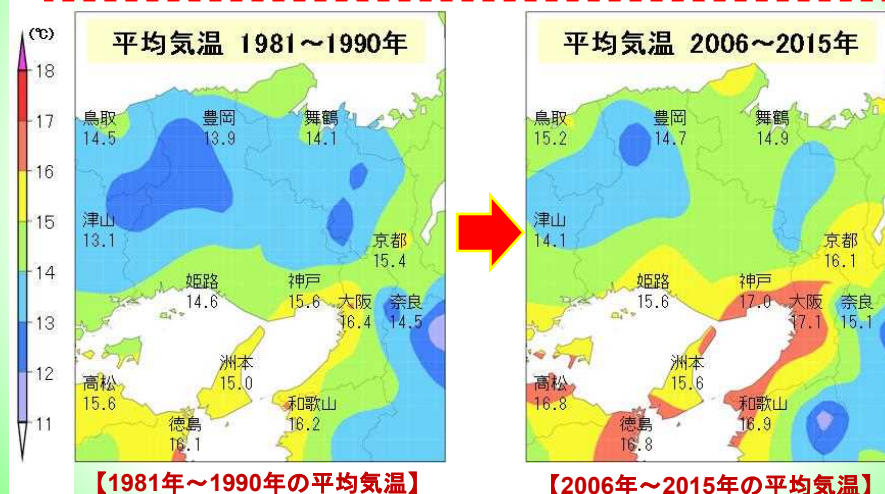 (℃)
18
17
16
15
14
13
12
11
平均気温 1981～1990年
鳥取
14.5
豊岡
13.9
舞鶴
14.1
津山
13.1
京都
15.4
姫路
14.6
神戸
15.6
大阪
16.4
奈良
14.5
洲本
15.0
高松
15.6
徳島
16.1
和歌山
16.2
【1981年～1990年の平均気温】
平均気温 2006～2015年
鳥取
15.2
豊岡
14.7
舞鶴
14.9
津山
14.1
京都
16.1
姫路
15.6
神戸
17.0
大阪
17.1
奈良
15.1
洲本
15.6
高松
16.8
徳島
16.8
和歌山
16.9
【2006年～2015年の平均気温】